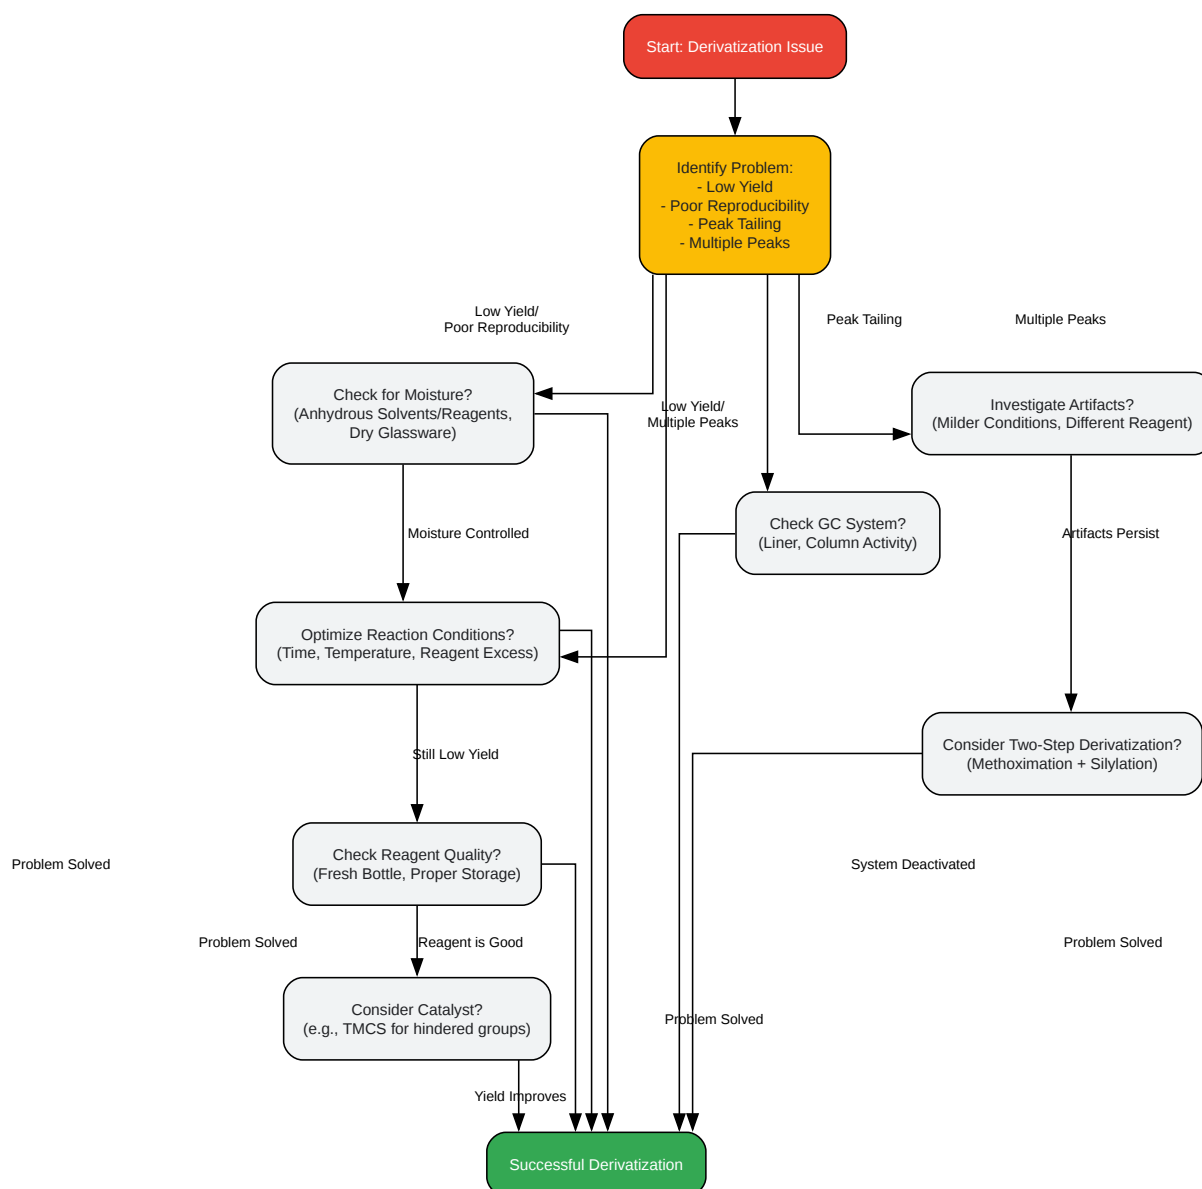 Start: Derivatization Issue
Identify Problem:
- Low Yield
- Poor Reproducibility
- Peak Tailing
- Multiple Peaks
Low Yield/
Poor Reproducibility
Peak Tailing
Multiple Peaks
Check for Moisture?
(Anhydrous Solvents/Reagents,
Dry Glassware)
Low Yield/
Multiple Peaks
Investigate Artifacts?
(Milder Conditions, Different Reagent)
Moisture Controlled
Check GC System?
(Liner, Column Activity)
Artifacts Persist
Optimize Reaction Conditions?
(Time, Temperature, Reagent Excess)
Still Low Yield
Consider Two-Step Derivatization?
(Methoximation + Silylation)
Check Reagent Quality?
(Fresh Bottle, Proper Storage)
Problem Solved
System Deactivated
Problem Solved
Reagent is Good
Problem Solved
Consider Catalyst?
(e.g., TMCS for hindered groups)
Problem Solved
Yield Improves
Successful Derivatization